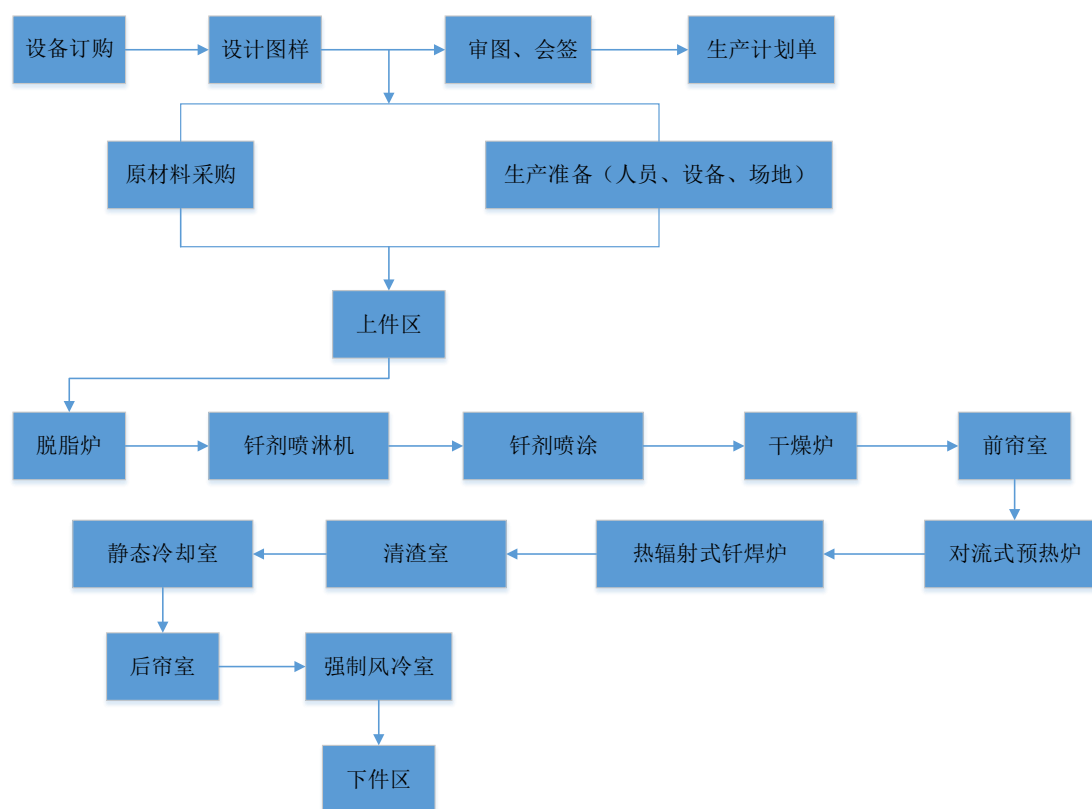 设备订购
设计图样
审图、会签
生产计划单
原材料采购
生产准备（人员、设备、场地）
上件区
脱脂炉
钎剂喷淋机
钎剂喷涂
干燥炉
前帘室
对流式预热炉
热辐射式钎焊炉
清渣室
静态冷却室
后帘室
强制风冷室
下件区